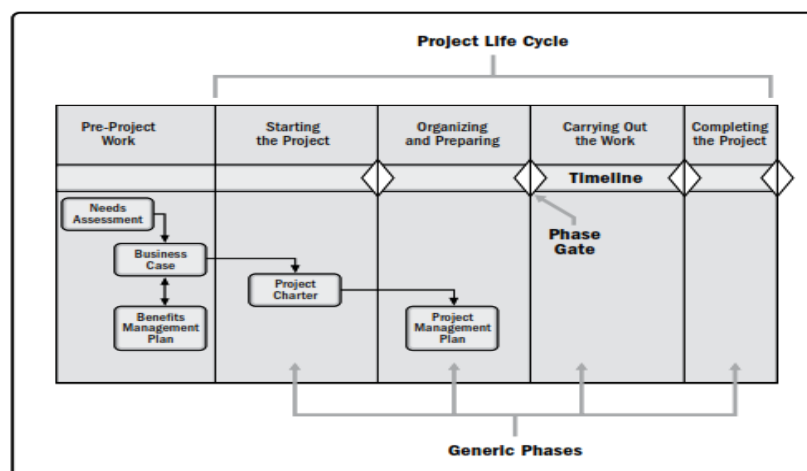 Project Life Cycle
Pre-Project
Work
Starting
the Project
Organizing
and Preparing
Carrying Out
the Work
Completing
the Project
Timeline
Needs
Assessment
Phase
Gate
Business
Case
Project
Charter
Benefits
Management
Plan
Project
Management
Plan
Generic Phases